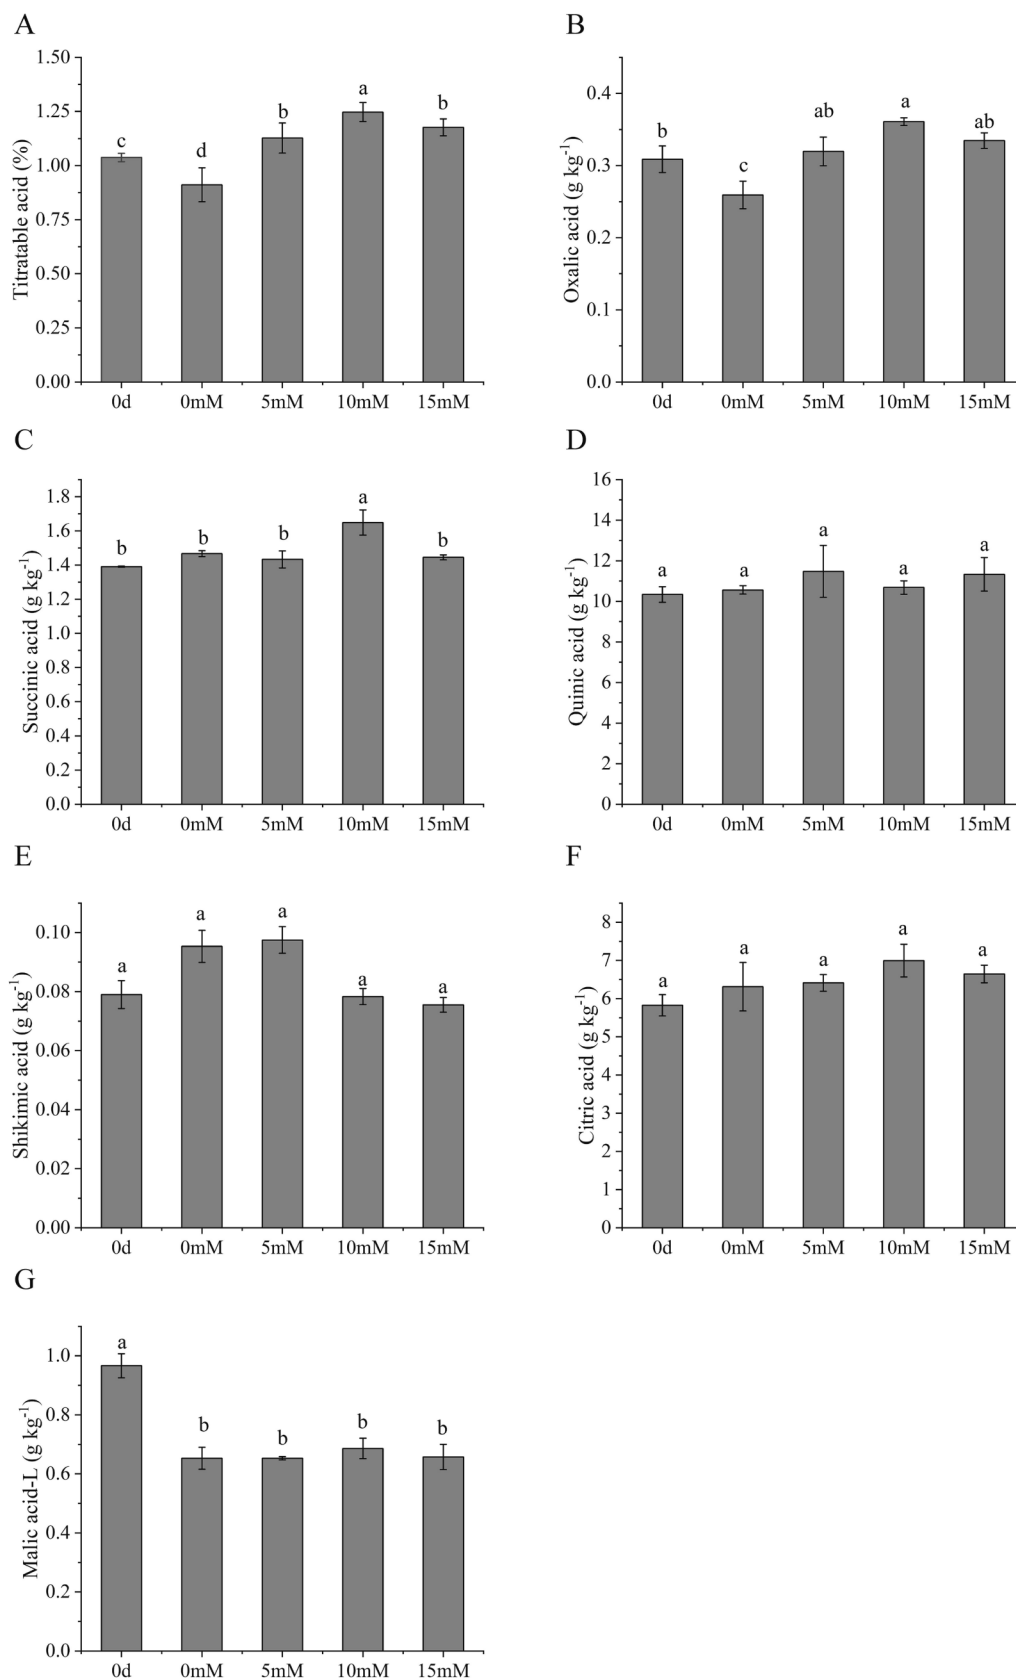 A
Titratable acid (%)
1.50
1.25
1.00
0.75
0.50
0.25
0.00
c
d
b
a
b
0d 0mM 5mM 10mM 15mM
B
Oxalic acid (g kg⁻¹)
0.4
0.3
0.2
0.1
0.0
b
c
ab
a
ab
0d 0mM 5mM 10mM 15mM
C
Succinic acid (g kg⁻¹)
1.8
1.6
1.4
1.2
1.0
0.8
0.6
0.4
0.2
0.0
b
b
b
a
b
0d 0mM 5mM 10mM 15mM
D
Quinic acid (g kg⁻¹)
16
14
12
10
8
6
4
2
0
a
a
a
a
a
0d 0mM 5mM 10mM 15mM
E
Shikimic acid (g kg⁻¹)
0.10
0.08
0.06
0.04
0.02
0.00
a
a
a
a
a
0d 0mM 5mM 10mM 15mM
F
Citric acid (g kg⁻¹)
8
7
6
5
4
3
2
1
0
a
a
a
a
a
0d 0mM 5mM 10mM 15mM
G
Malic acid-L (g kg⁻¹)
1.0
0.8
0.6
0.4
0.2
0.0
a
b
b
b
b
0d 0mM 5mM 10mM 15mM